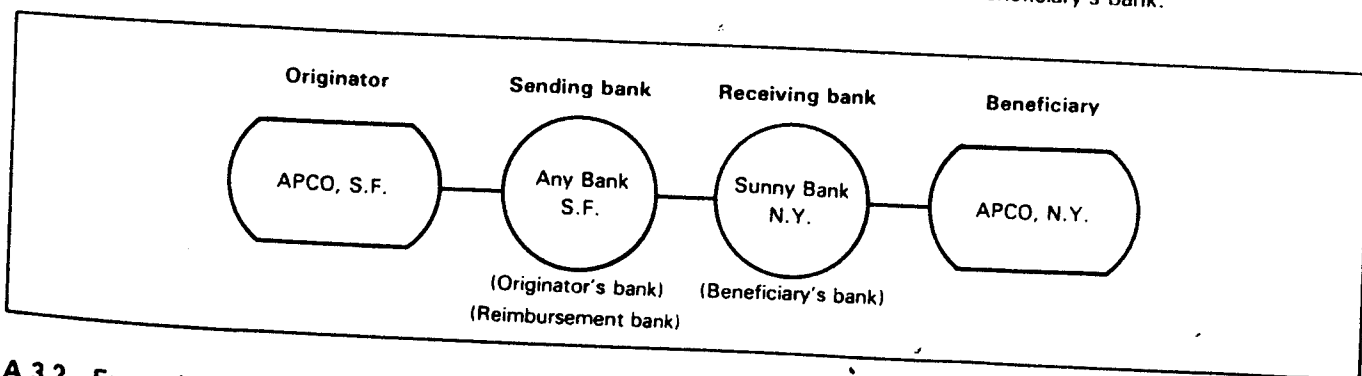 bank.
Originator Sending bank Receiving bank Beneficiary
APCO, S.F. Any Bank S.F. Sunny Bank N.Y. APCO, N.Y.
(Originator's bank) (Beneficiary's bank)
(Reimbursement bank)
A.3.2